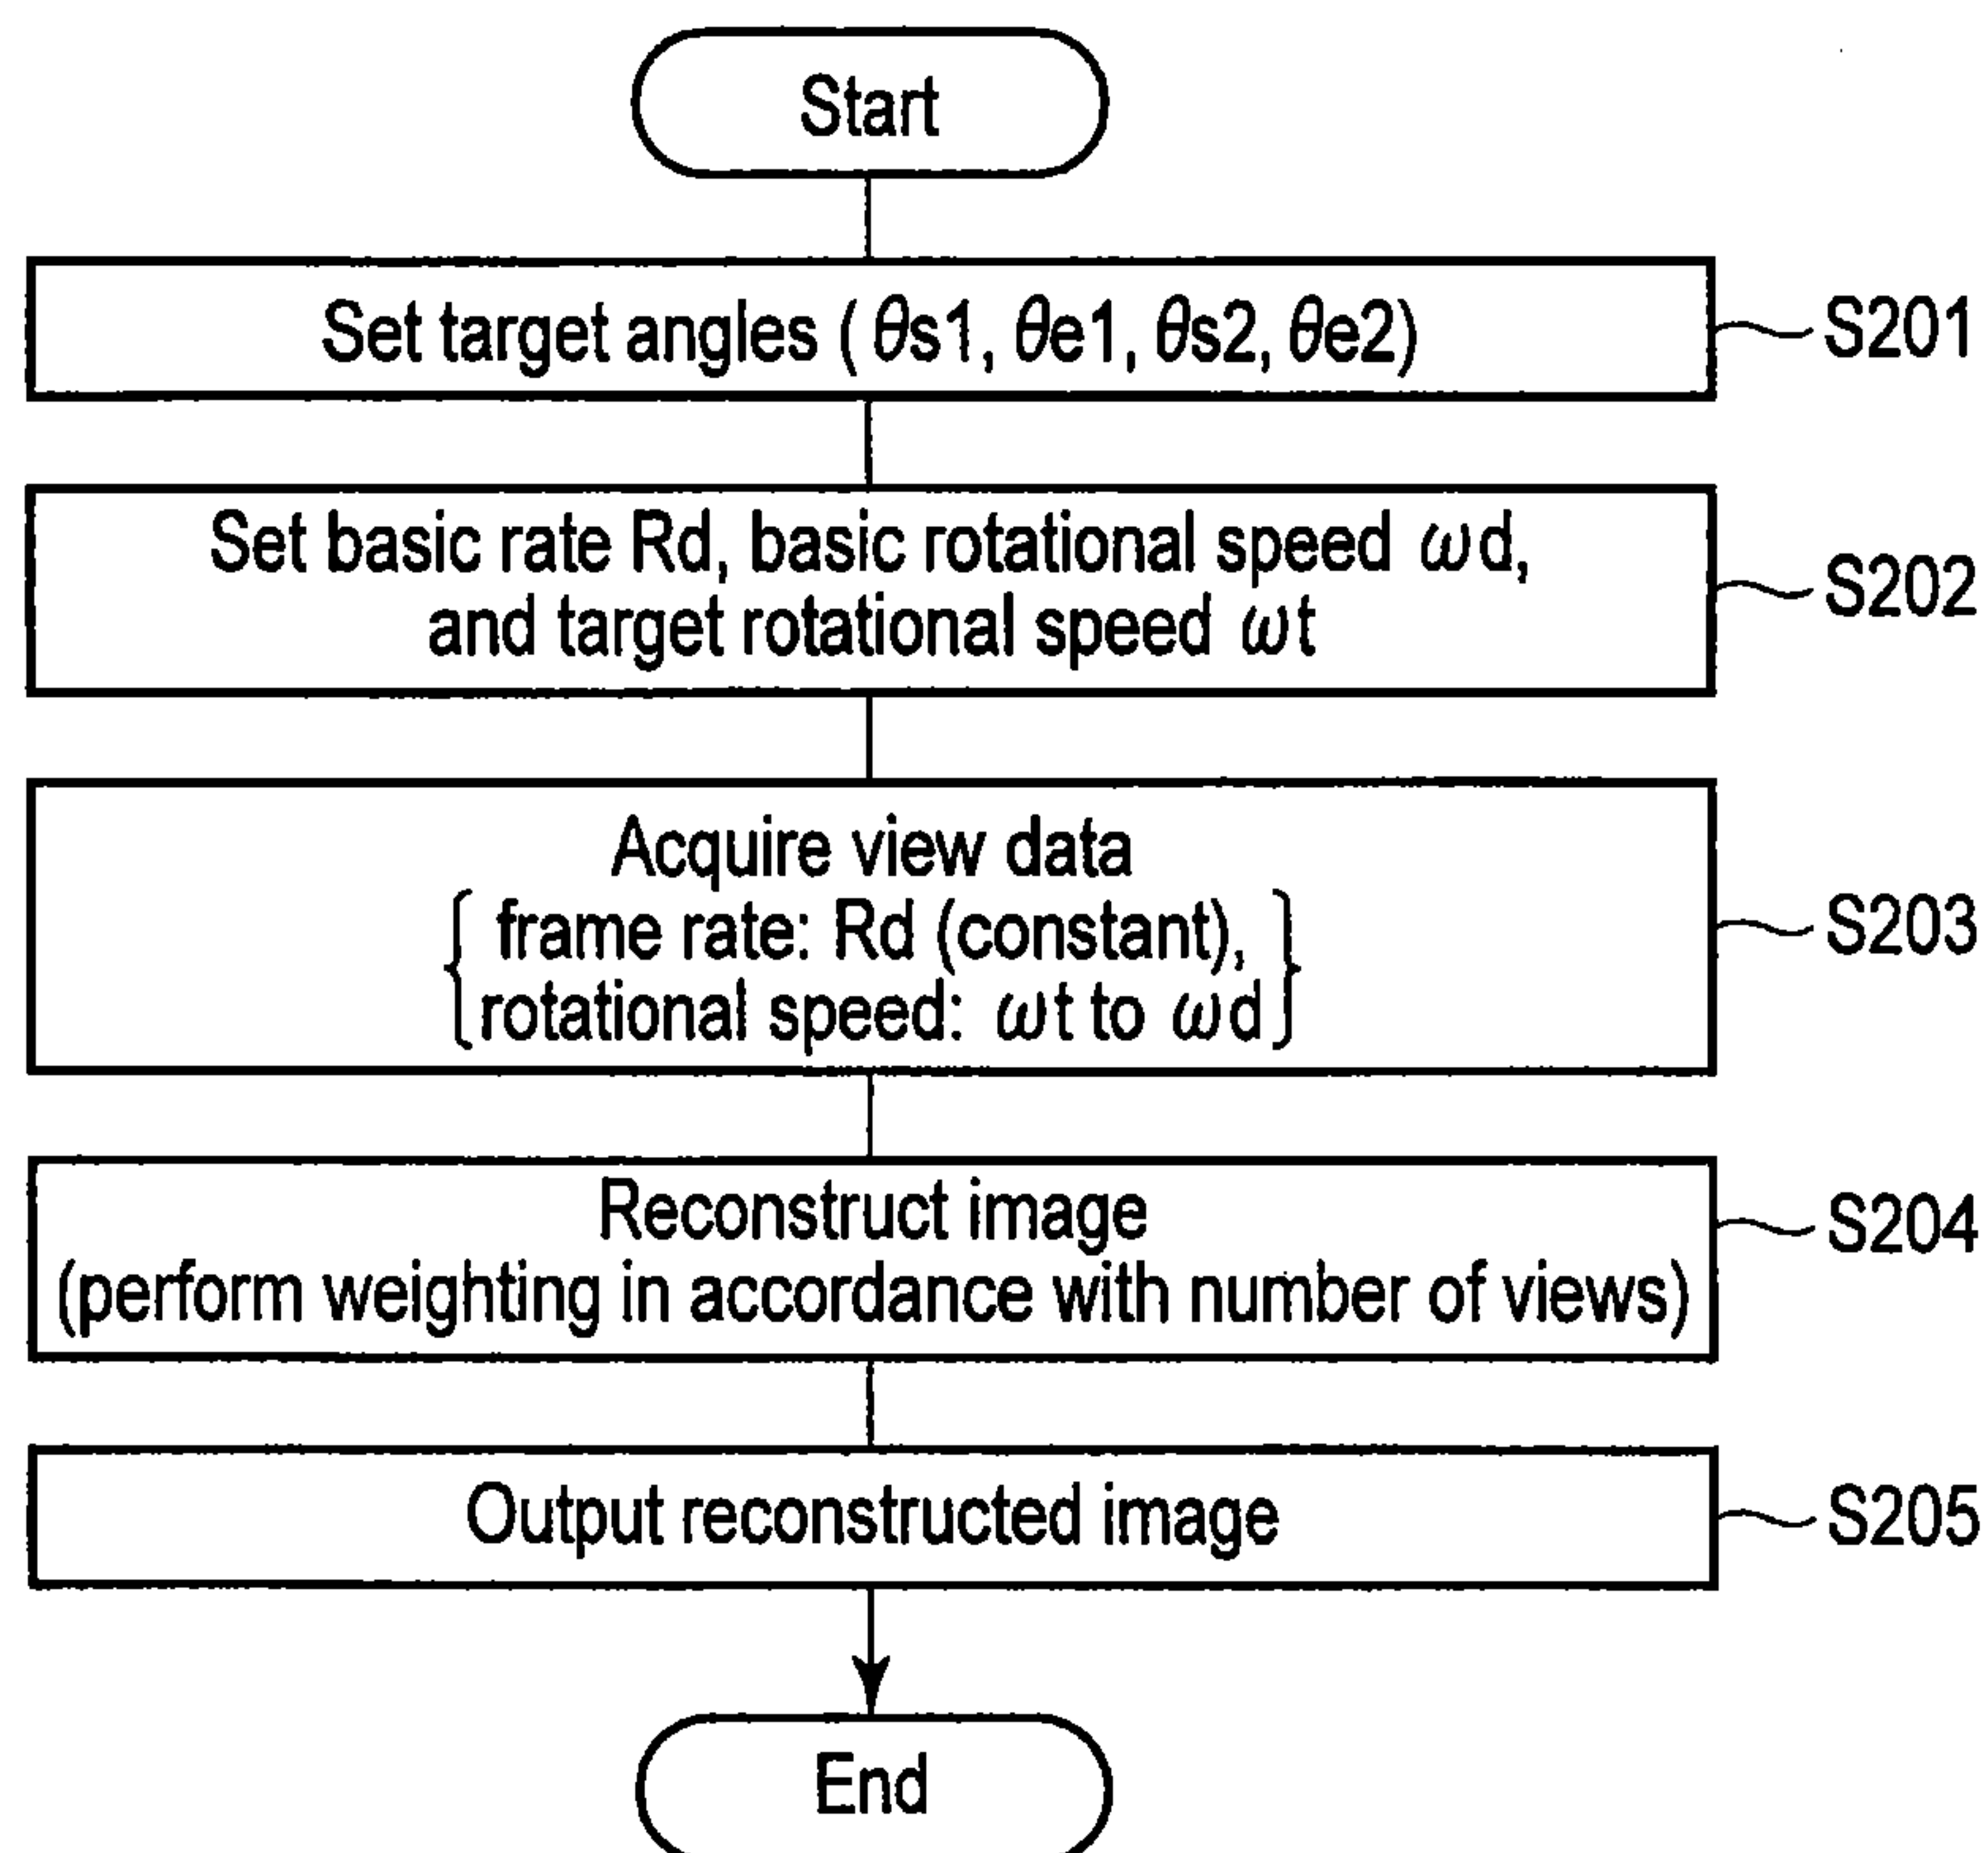 Start
Set target angles (θs1, θe1, θs2, θe2)
S201
Set basic rate Rd, basic rotational speed ωd,
and target rotational speed ωt
S202
Acquire view data
{ frame rate: Rd (constant), }
{ rotational speed: ωt to ωd }
S203
Reconstruct image
(perform weighting in accordance with number of views)
S204
Output reconstructed image
S205
End